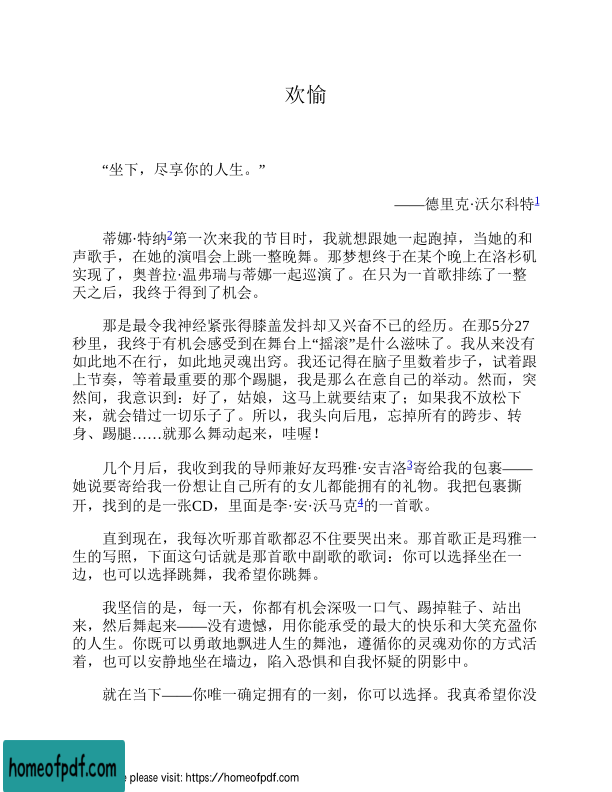 欢愉
“坐下，尽享你的人生。”
——德里克·沃尔科特1
蒂娜·特纳2第一次来我的节目时，我就想跟她一起跑掉，当她的和
声歌手，在她的演唱会上跳一整晚舞。那梦想终于在某个晚上在洛杉矶
实现了，奥普拉·温弗瑞与蒂娜一起巡演了。在只为一首歌排练了一整
天之后，我终于得到了机会。
那是最令我神经紧张得膝盖发抖却又兴奋不已的经历。在那5分27
秒里，我终于有机会感受到在舞台上“摇滚”是什么滋味了。我从来没有
如此地不在行，如此地灵魂出窍。我还记得在脑子里数着步子，试着跟
上节奏，等着最重要的那个踢腿，我是那么在意自己的举动。然而，突
然间，我意识到：好了，姑娘，这马上就要结束了；如果我不放松下
来，就会错过一切乐子了。所以，我头向后甩，忘掉所有的跨步、转
身、踢腿……就那么舞动起来，哇喔！
几个月后，我收到我的导师兼好友玛雅·安吉洛3寄给我的包裹——
她说要寄给我一份想让自己所有的女儿都能拥有的礼物。我把包裹撕
开，找到的是一张CD，里面是李·安·沃马克4的一首歌。
直到现在，我每次听那首歌都忍不住要哭出来。那首歌正是玛雅一
生的写照，下面这句话就是那首歌中副歌的歌词：你可以选择坐在一
边，也可以选择跳舞，我希望你跳舞。
我坚信的是，每一天，你都有机会深吸一口气、踢掉鞋子、站出
来，然后舞起来——没有遗憾，用你能承受的最大的快乐和大笑充盈你
的人生。你既可以勇敢地飘进人生的舞池，遵循你的灵魂劝你的方式活
着，也可以安静地坐在墙边，陷入恐惧和自我怀疑的阴影中。
就在当下——你唯一确定拥有的一刻，你可以选择。我真希望你没
homeofpdf.com
e please visit: https://homeofpdf.com